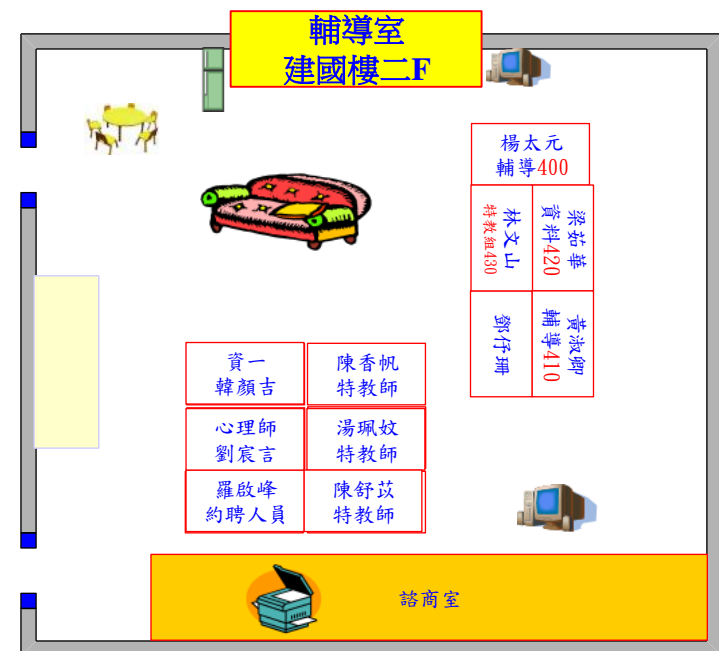 輔導室
建國樓二F
楊太元
輔導400
林文山
特教組430
梁茹華
資料420
鄧伃珊
黃淑卿
輔導410
資一
韓顏吉
陳香帆
特教師
心理師
劉宸言
湯珮妏
特教師
羅啟峰
約聘人員
陳舒苡
特教師
諮商室